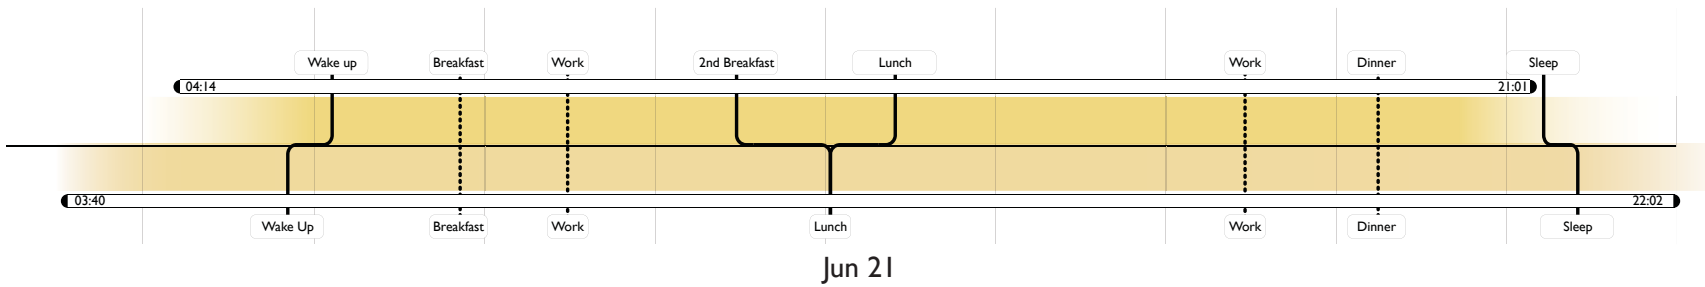 Wake up Breakfast Work 2nd Breakfast Lunch Work Dinner Sleep
04:14 21:01
03:40 22:02
Wake Up Breakfast Work Lunch Work Dinner Sleep
Jun 21